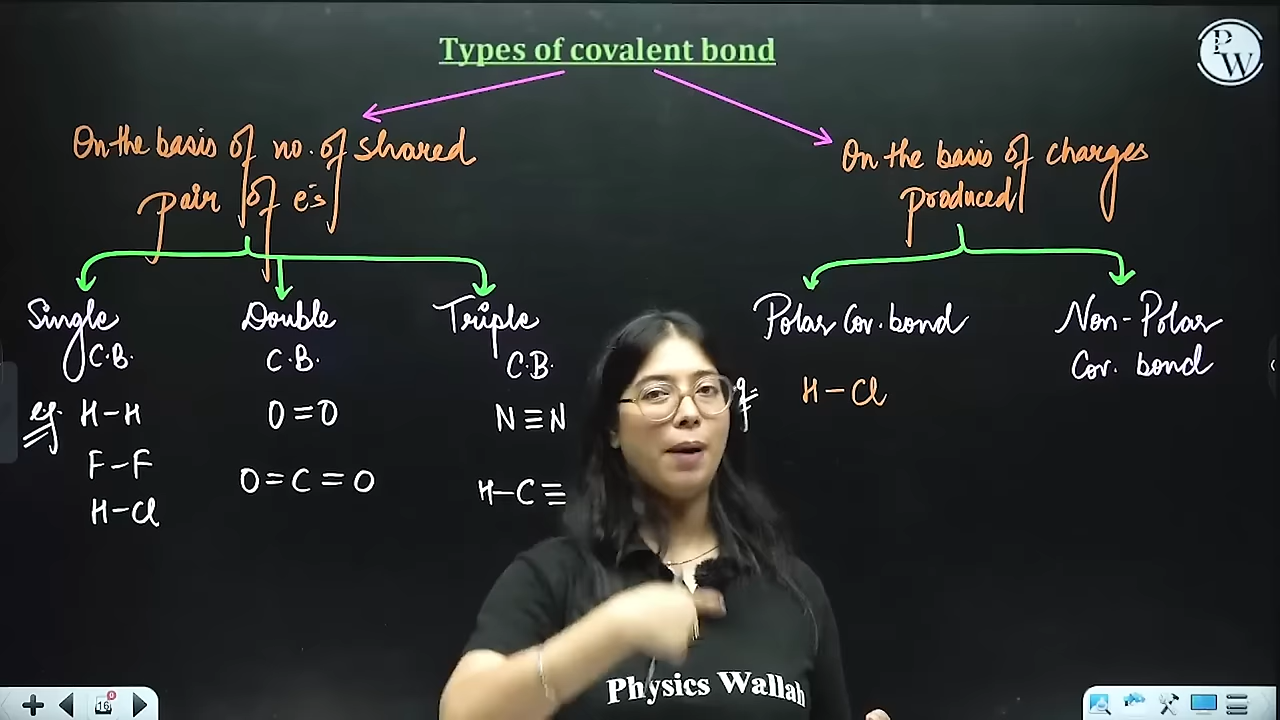 Types of covalent bond
P
W
On the basis of no. of shared
pair of e⁻s
On the basis of charges
produced
Single
C.B.
Double
C.B.
Triple
C.B.
Polar Cov. bond
Non-Polar
Cov. bond
eg. H-H
F-F
H-Cl
O=O
O=C=O
N≡N
H-C≡
H-Cl
Physics Wallah
16